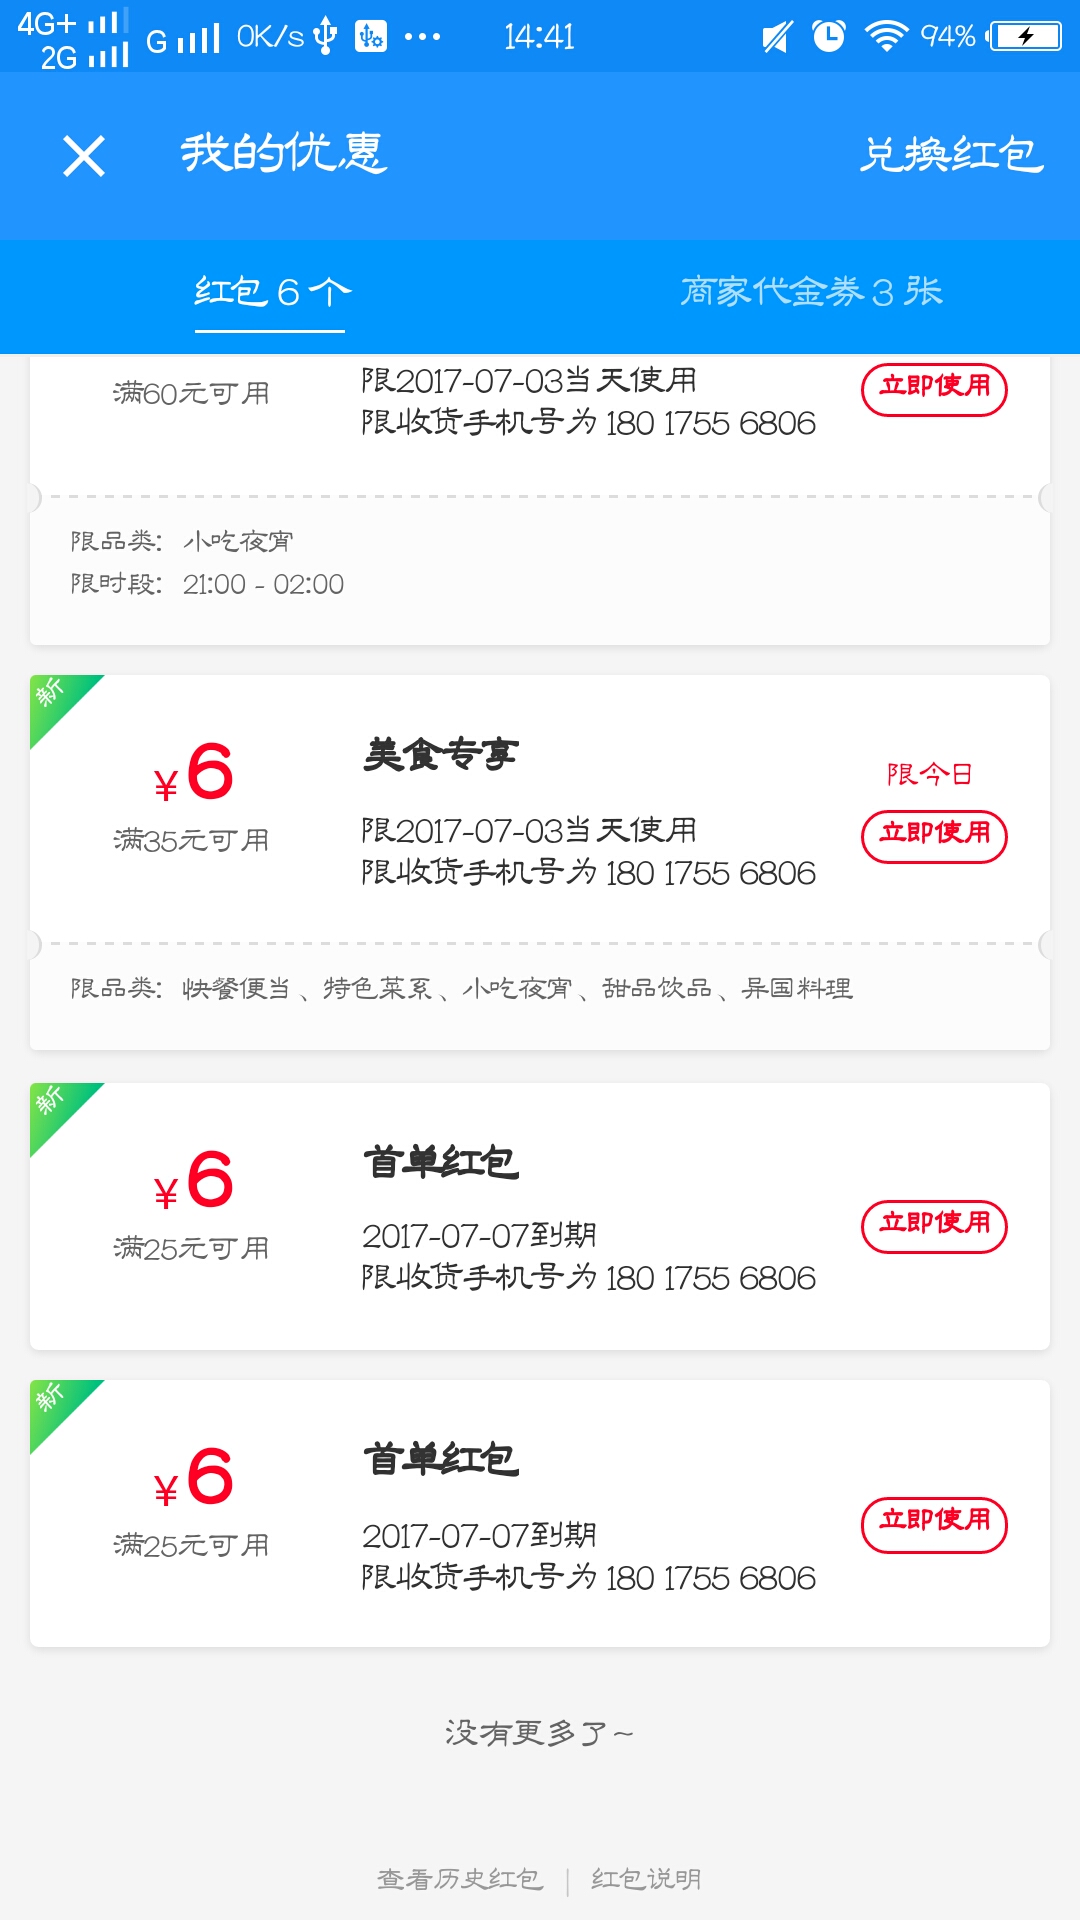 4G+ 2G G 0K/s 14:41 94%
我的优惠 兑换红包
红包 6 个 商家代金券 3 张
满60元可用 限2017-07-03当天使用 立即使用
限收货手机号为 180 1755 6806
限品类: 小吃夜宵
限时段: 21:00 - 02:00
新
¥6 美食专享 限今日
满35元可用 限2017-07-03当天使用 立即使用
限收货手机号为 180 1755 6806
限品类: 快餐便当、特色菜系、小吃夜宵、甜品饮品、异国料理
新
¥6 首单红包
满25元可用 2017-07-07到期 立即使用
限收货手机号为 180 1755 6806
新
¥6 首单红包
满25元可用 2017-07-07到期 立即使用
限收货手机号为 180 1755 6806
没有更多了~
查看历史红包 | 红包说明